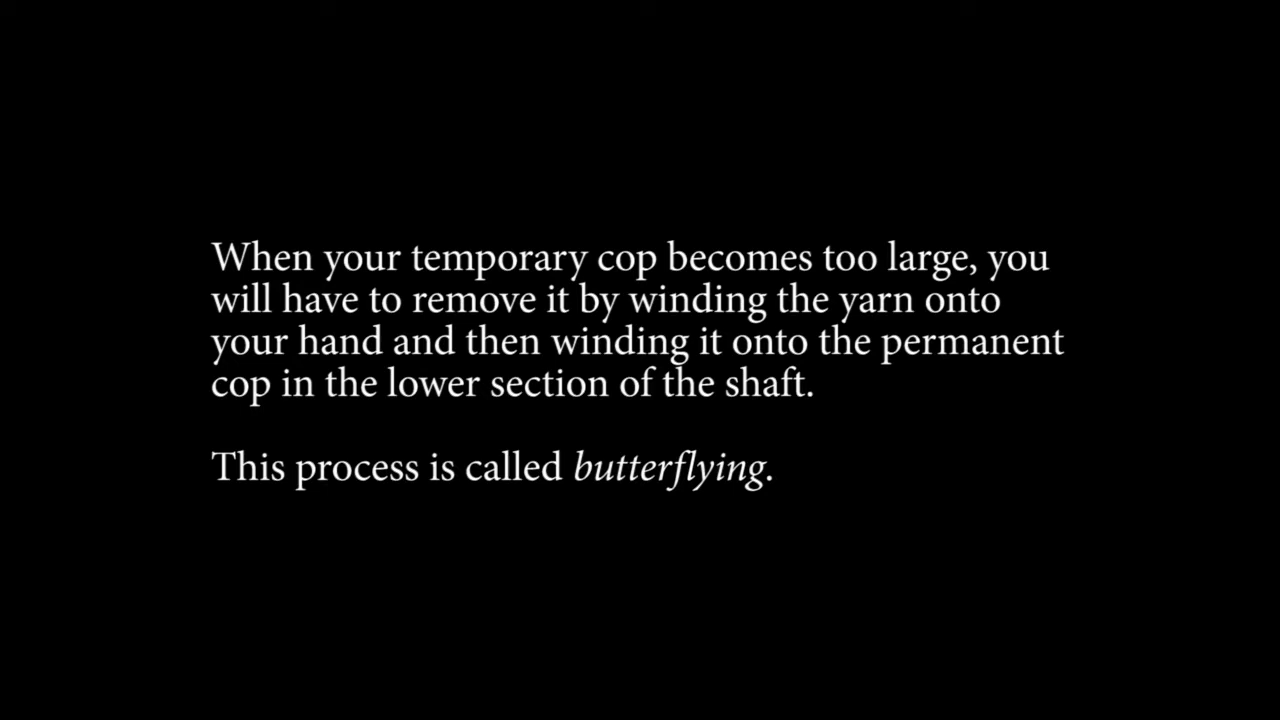 When your temporary cop becomes too large, you
will have to remove it by winding the yarn onto
your hand and then winding it onto the permanent
cop in the lower section of the shaft.
This process is called butterflying.